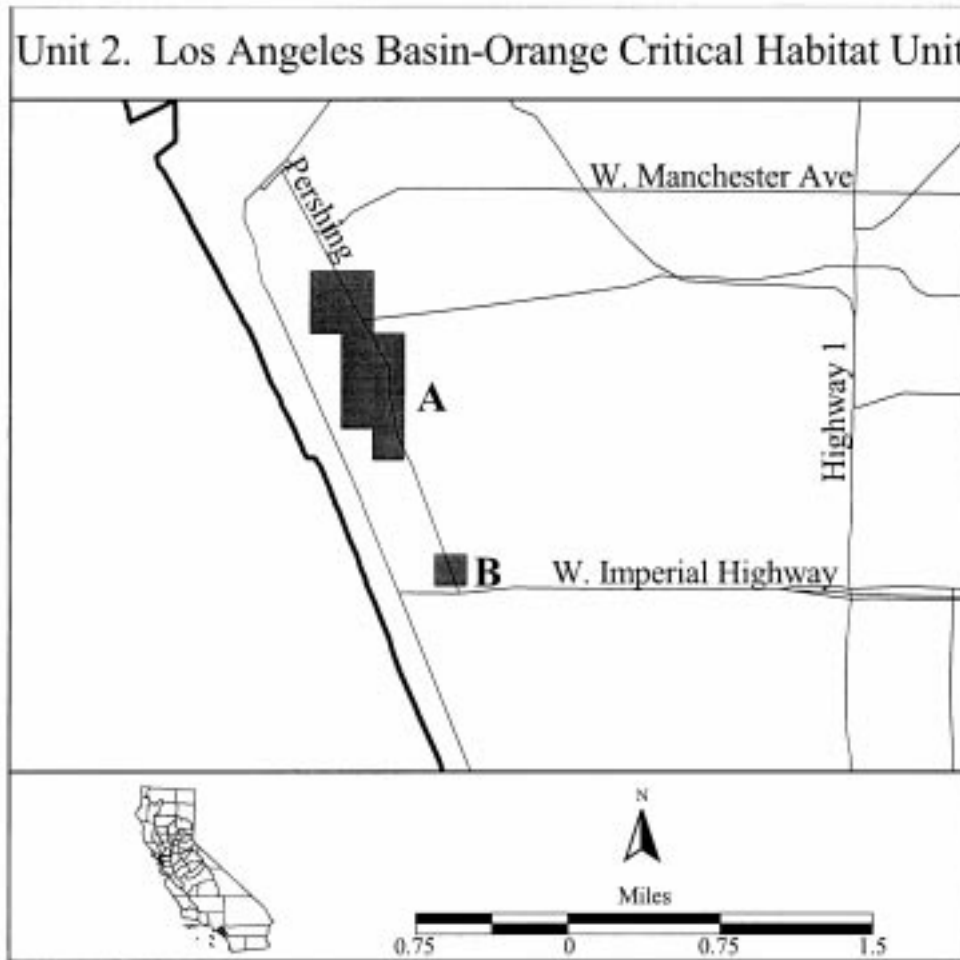 Unit 2. Los Angeles Basin-Orange Critical Habitat Unit
Pershing
W. Manchester Ave
Highway 1
A
B
W. Imperial Highway
N
Miles
0.75 0 0.75 1.5